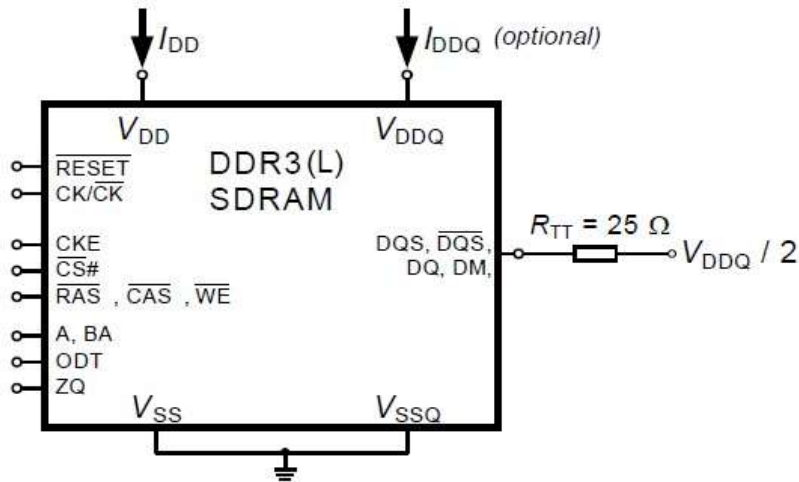 IDD
IDDQ (optional)
VDD
VDDQ
RESET
CK/CK
DDR3(L)
SDRAM
CKE
CS#
RAS , CAS , WE
A, BA
ODT
ZQ
DQS, DQS,
DQ, DM,
RTT = 25 Ω
VDDQ / 2
VSS
VSSQ